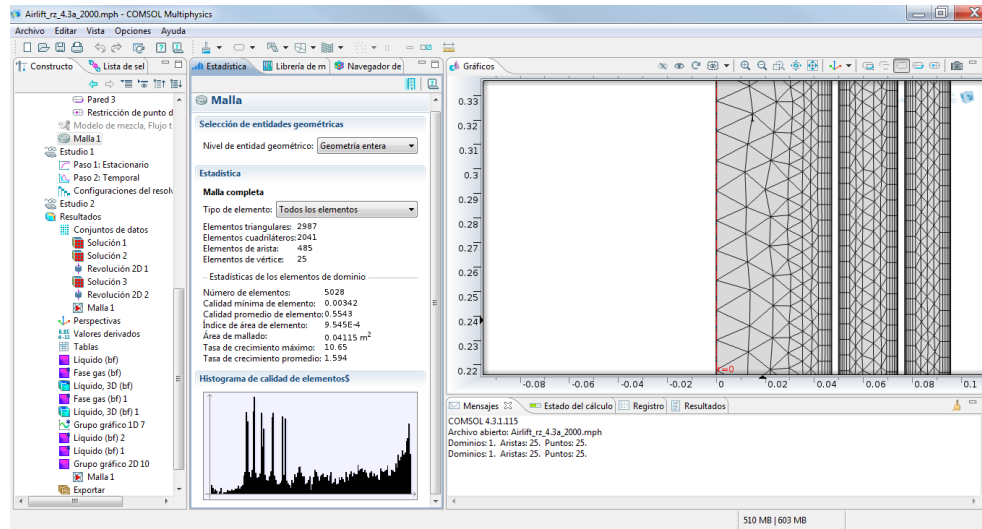 Airlift_rz_4.3a_2000.mph - COMSOL Multiphysics
Archivo Editar Vista Opciones Ayuda
Constructo
Lista de sel
Pared 3
Restricción de punto d
Modelo de mezcla, Flujo t
Malla 1
Estudio 1
Paso 1: Estacionario
Paso 2: Temporal
Configuraciones del resolv
Estudio 2
Resultados
Conjuntos de datos
Solución 1
Solución 2
Revolución 2D 1
Solución 3
Revolución 2D 2
Malla 1
Perspectivas
8.85
e-12
Valores derivados
Tablas
Líquido (bf)
Fase gas (bf)
Líquido, 3D (bf)
Fase gas (bf) 1
Líquido, 3D (bf) 1
Grupo gráfico 1D 7
Líquido (bf) 2
Líquido (bf) 1
Grupo gráfico 2D 10
Malla 1
Exportar
Estadística
Librería de m
Navegador de
Malla
Selección de entidades geométricas
Nivel de entidad geométrico: Geometría entera
Estadística
Malla completa
Tipo de elemento: Todos los elementos
Elementos triangulares: 2987
Elementos cuadriláteros: 2041
Elementos de arista: 485
Elementos de vértice: 25
Estadísticas de los elementos de dominio
Número de elementos: 5028
Calidad mínima de elemento: 0.00342
Calidad promedio de elemento: 0.5543
Índice de área de elemento: 9.545E-4
Área de mallado: 0.04115 m²
Tasa de crecimiento máximo: 10.65
Tasa de crecimiento promedio: 1.594
Histograma de calidad de elementos$
Gráficos
0.33
0.32
0.31
0.3
0.29
0.28
0.27
0.26
0.25
0.24
0.23
0.22
r=0
-0.08 -0.06 -0.04 -0.02 0 0.02 0.04 0.06 0.08 0.1
Mensajes
Estado del cálculo
Registro
Resultados
COMSOL 4.3.1.115
Archivo abierto: Airlift_rz_4.3a_2000.mph
Dominios: 1. Aristas: 25. Puntos: 25.
Dominios: 1. Aristas: 25. Puntos: 25.
510 MB | 603 MB